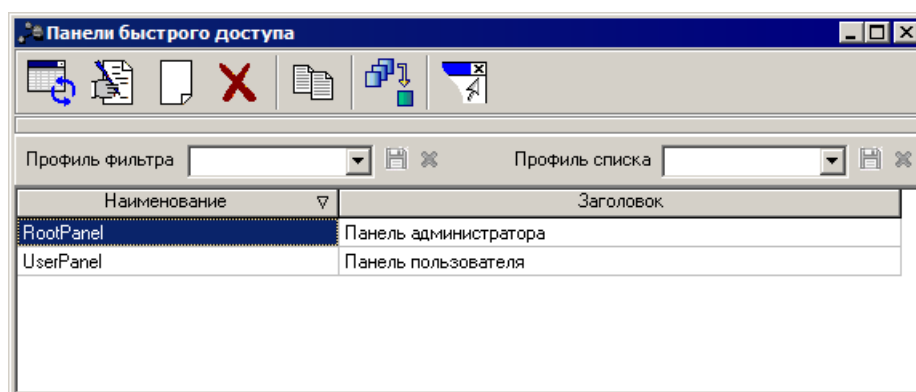 Панели быстрого доступа
Профиль фильтра Профиль списка
Наименование Заголовок
RootPanel Панель администратора
UserPanel Панель пользователя